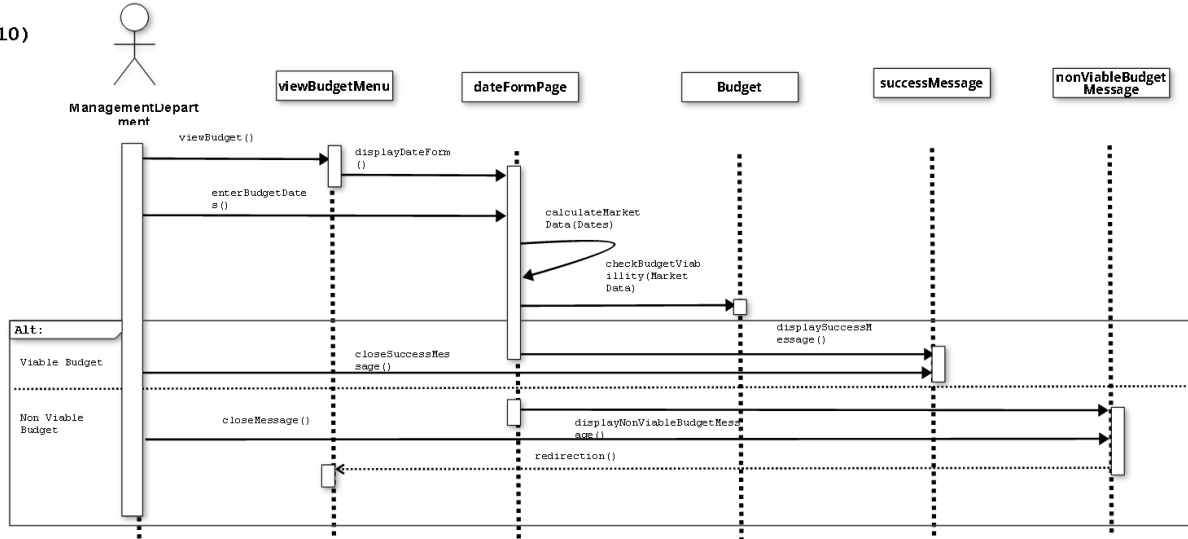 10)
ManagementDepart
ment
viewBudgetMenu
dateFormPage
Budget
successMessage
nonViableBudget
Message
viewBudget()
displayDateForm
()
enterBudgetDate
s()
calculateMarket
Data(Dates)
checkBudgetViab
illity(Market
Data)
Alt:
Viable Budget
displaySuccessM
essage()
closeSuccessMes
sage()
Non Viable
Budget
closeMessage()
displayNonViableBudgetMess
age()
redirection()